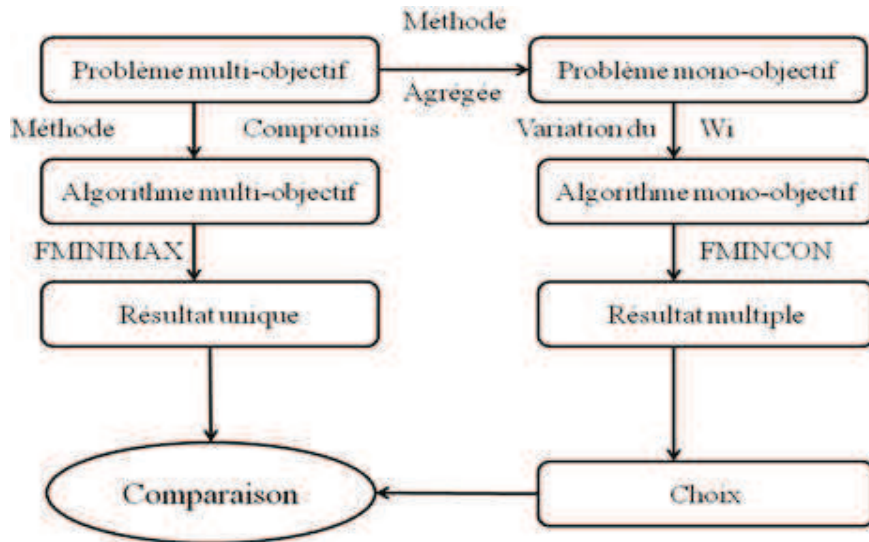 Méthode
Problème multi-objectif
Problème mono-objectif
Agrégée
Méthode
Compromis
Variation du
Wi
Algorithme multi-objectif
Algorithme mono-objectif
FMINIMAX
FMINCON
Résultat unique
Résultat multiple
Comparaison
Choix